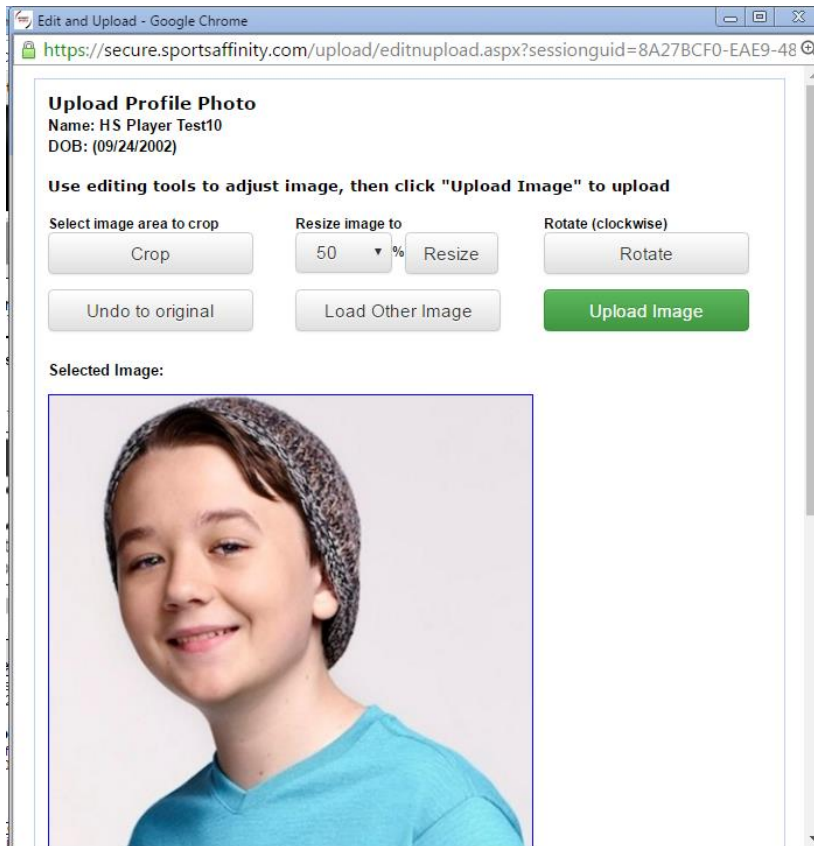 Edit and Upload - Google Chrome
https://secure.sportsaffinity.com/upload/editnupload.aspx?sessionguid=8A27BCF0-EAE9-48
Upload Profile Photo
Name: HS Player Test10
DOB: (09/24/2002)
Use editing tools to adjust image, then click "Upload Image" to upload
Select image area to crop Resize image to Rotate (clockwise)
Crop 50 % Resize Rotate
Undo to original Load Other Image Upload Image
Selected Image: